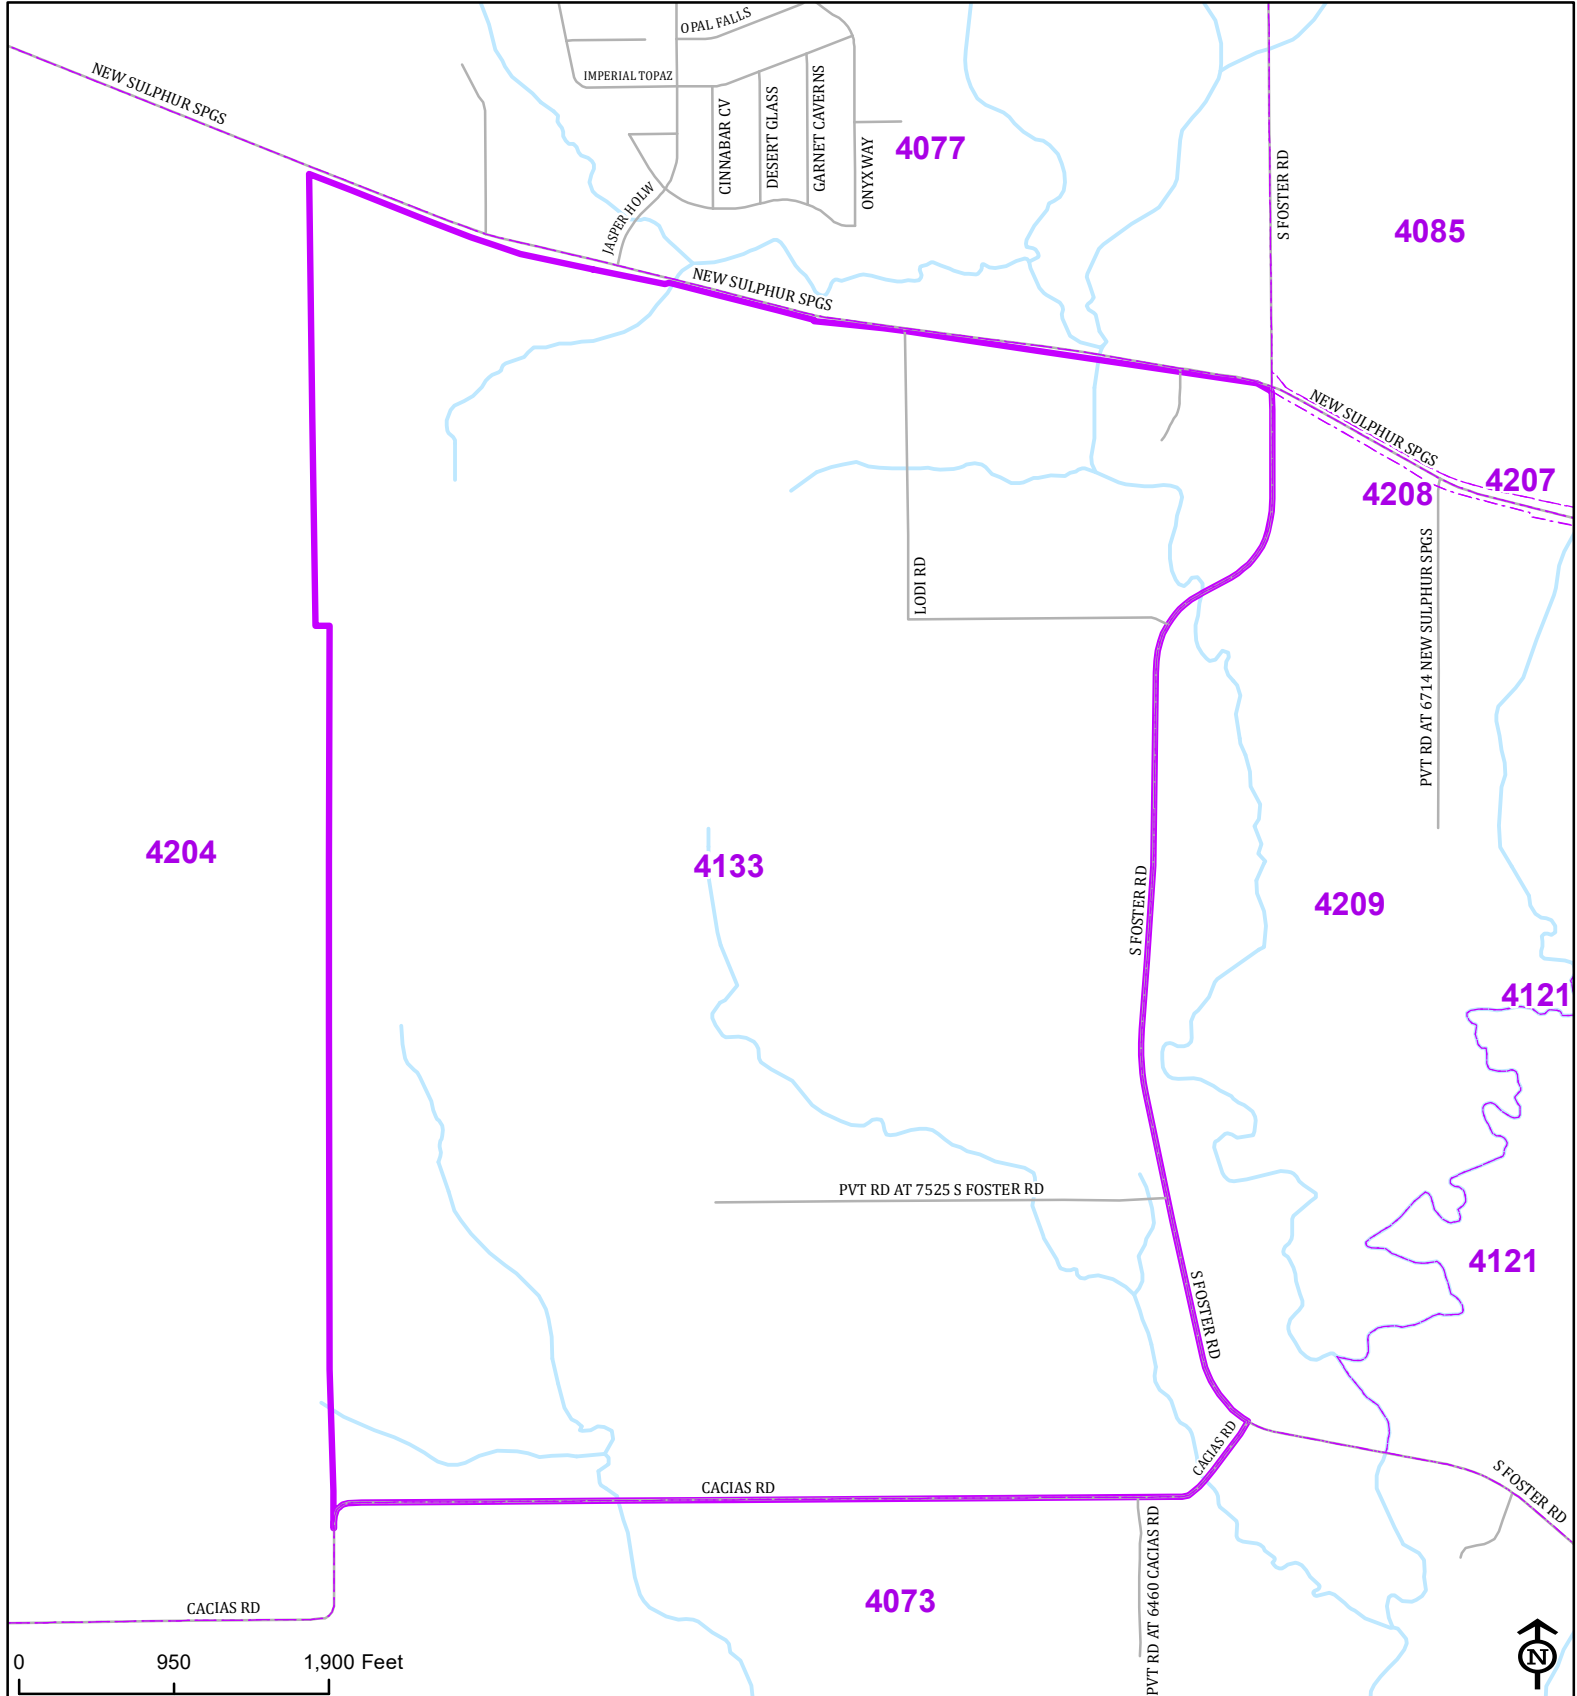 OPAL FALLS
IMPERIAL TOPAZ
NEW SULPHUR SPGS
CINNABAR CV
DESERT GLASS
GARNET CAVERNS
ONYX WAY
4077
JASPER HOLW
S FOSTER RD
4085
NEW SULPHUR SPGS
NEW SULPHUR SPGS
4207
4208
LODI RD
PVT RD AT 6714 NEW SULPHUR SPGS
4204
4133
S FOSTER RD
4209
4121
PVT RD AT 7525 S FOSTER RD
4121
S FOSTER RD
CACIAS RD
CACIAS RD
S FOSTER RD
PVT RD AT 6460 CACIAS RD
4073
CACIAS RD
0 950 1,900 Feet
N